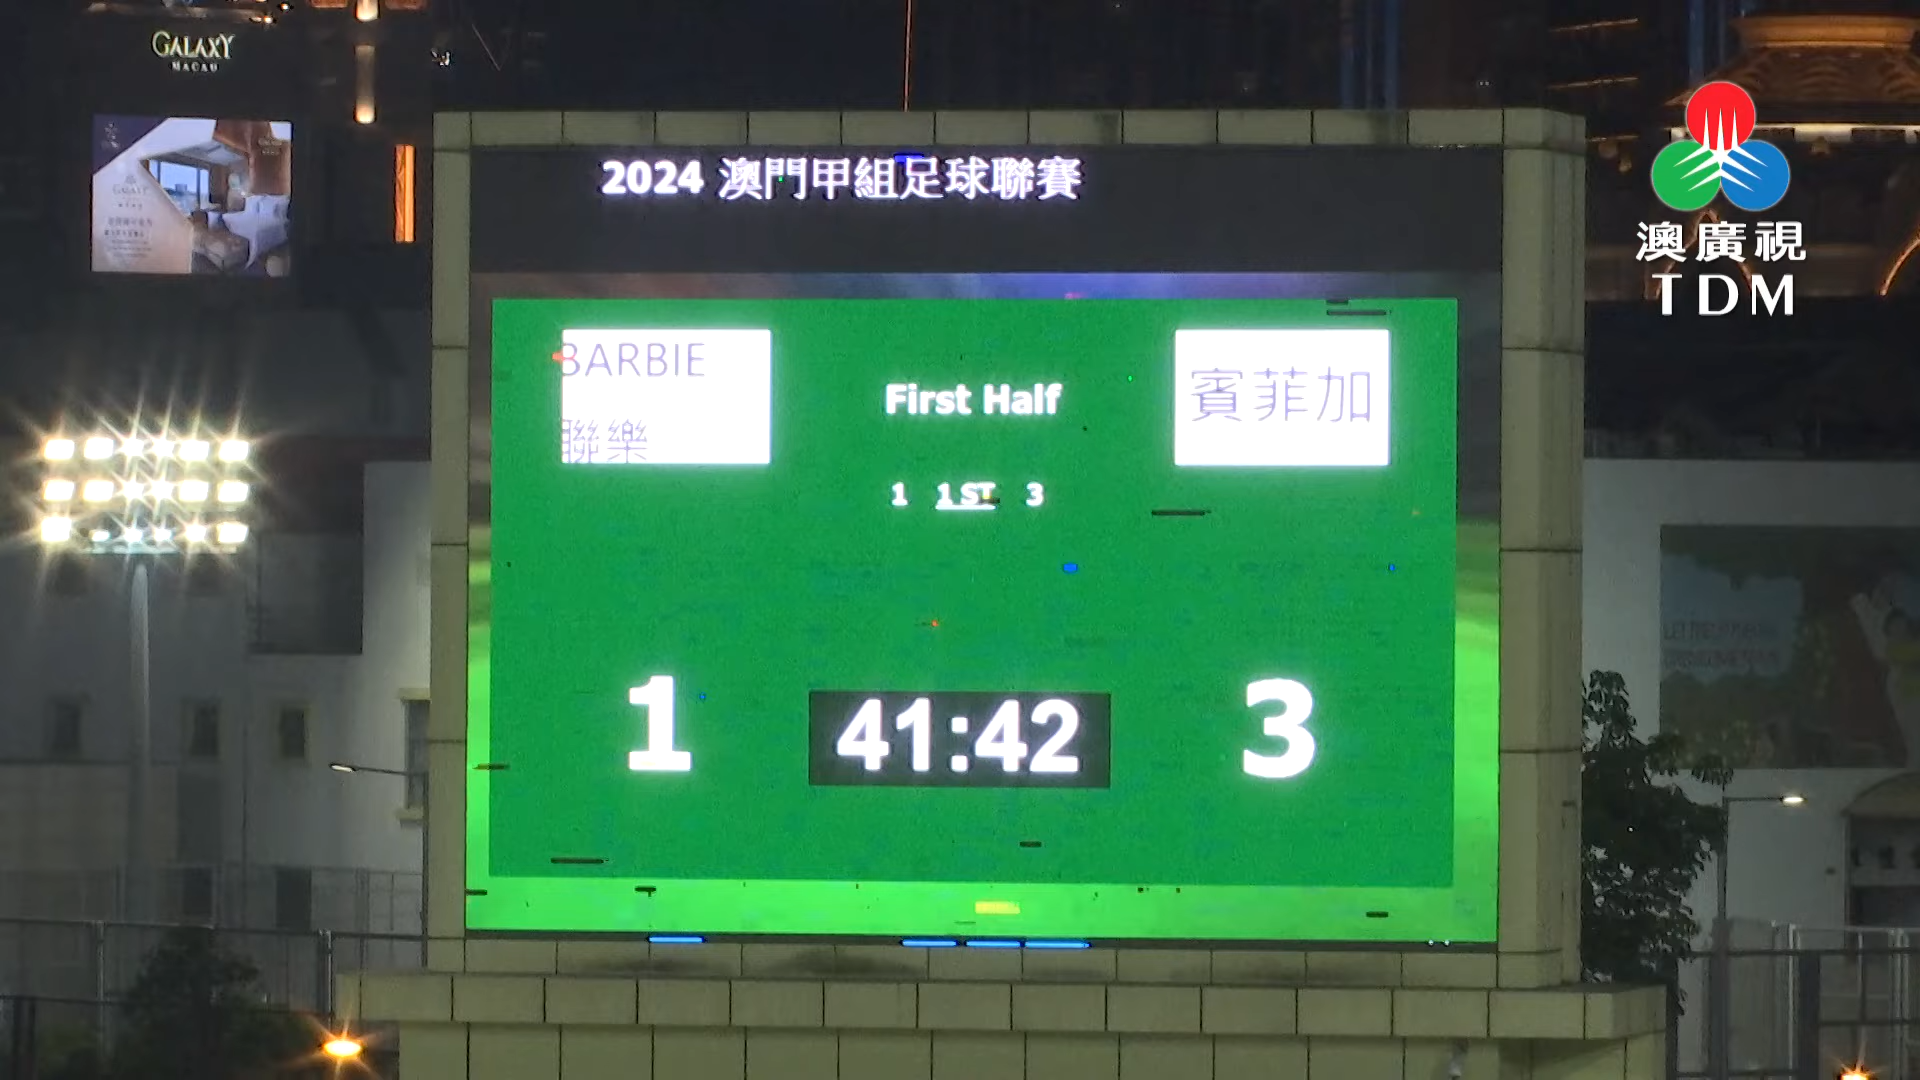 GALAXY
MACAU
2024 澳門甲組足球聯賽
澳廣視
TDM
BARBIE
聯樂
First Half
賓菲加
1 1ST 3
1
41:42
3